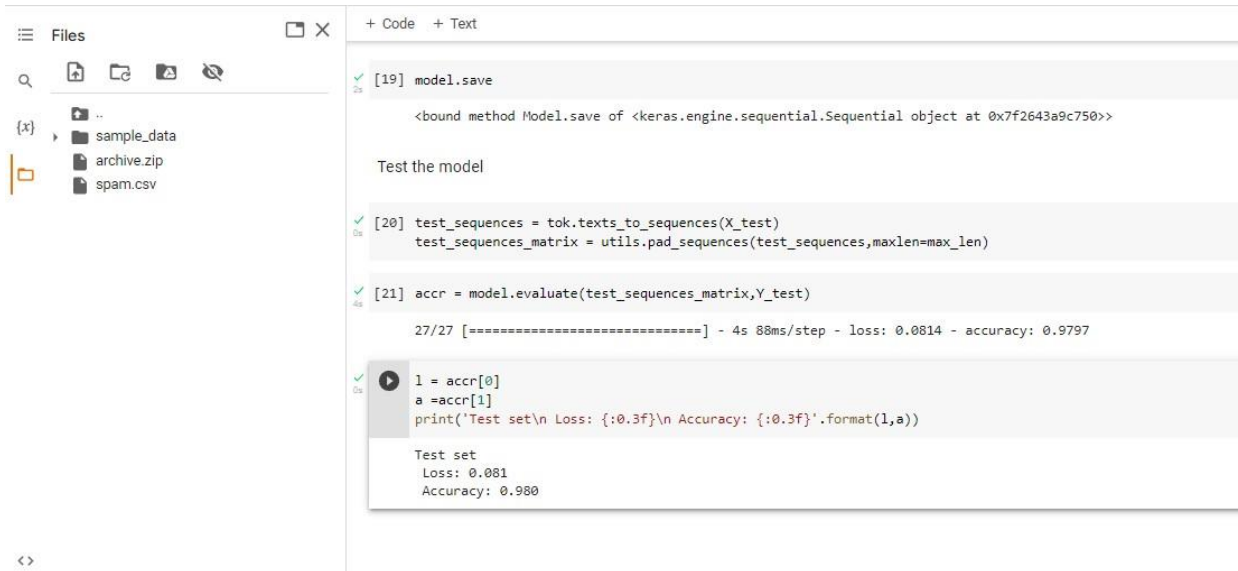 Files
{x}
..
sample_data
archive.zip
spam.csv
<>
+ Code + Text
2s
[19] model.save
<bound method Model.save of <keras.engine.sequential.Sequential object at 0x7f2643a9c750>>
Test the model
0s
[20] test_sequences = tok.texts_to_sequences(X_test)
test_sequences_matrix = utils.pad_sequences(test_sequences,maxlen=max_len)
4s
[21] accr = model.evaluate(test_sequences_matrix,Y_test)
27/27 [==============================] - 4s 88ms/step - loss: 0.0814 - accuracy: 0.9797
0s
l = accr[0]
a =accr[1]
print('Test set\n Loss: {:0.3f}\n Accuracy: {:0.3f}'.format(l,a))
Test set
Loss: 0.081
Accuracy: 0.980